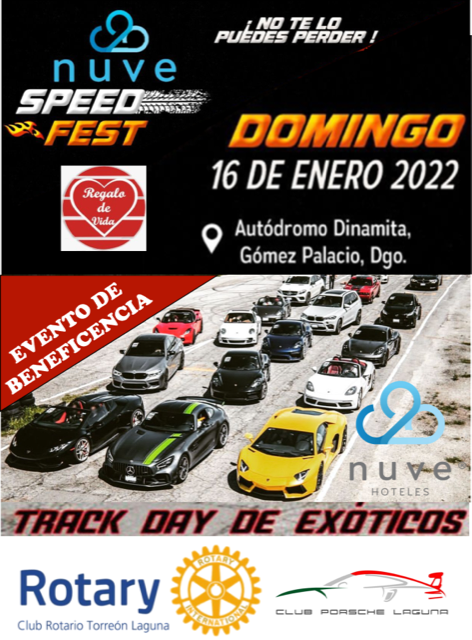 ¡ NO TE LO
PUEDES PERDER !
nuve
SPEED
FEST
DOMINGO
16 DE ENERO 2022
Regalo
de
Vida
Autódromo Dinamita,
Gómez Palacio, Dgo.
EVENTO DE
BENEFICENCIA
nuve
HOTELES
TRACK DAY DE EXÓTICOS
Rotary
Club Rotario Torreón Laguna
ROTARY
INTERNATIONAL
CLUB PORSCHE LAGUNA